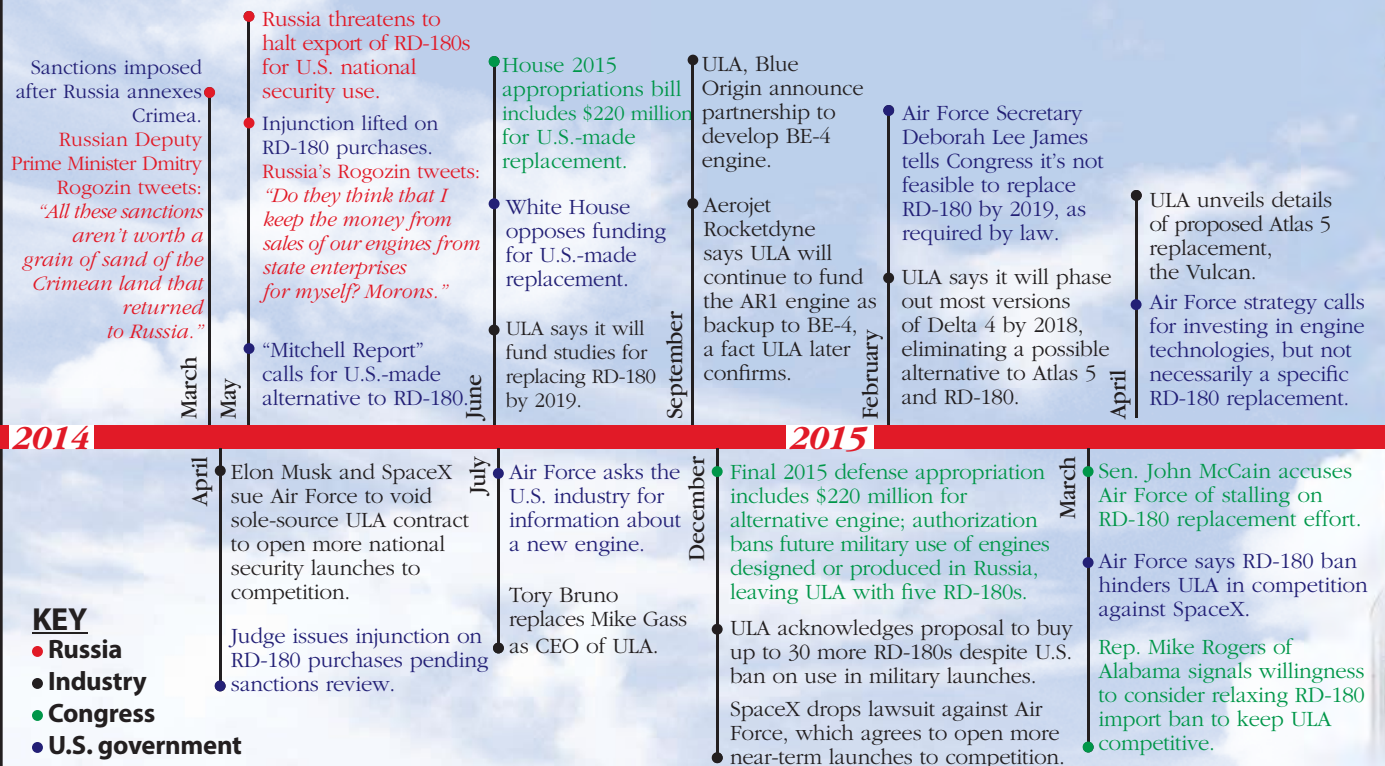 Sanctions imposed
after Russia annexes
Crimea.
Russian Deputy
Prime Minister Dmitry
Rogozin tweets:
“All these sanctions
aren’t worth a
grain of sand of the
Crimean land that
returned
to Russia.”
March
Russia threatens to
halt export of RD-180s
for U.S. national
security use.
Injunction lifted on
RD-180 purchases.
Russia’s Rogozin tweets:
“Do they think that I
keep the money from
sales of our engines from
state enterprises
for myself? Morons.”
“Mitchell Report”
calls for U.S.-made
alternative to RD-180.
May
House 2015
appropriations bill
includes $220 million
for U.S.-made
replacement.
White House
opposes funding
for U.S.-made
replacement.
ULA says it will
fund studies for
replacing RD-180
by 2019.
June
ULA, Blue
Origin announce
partnership to
develop BE-4
engine.
Aerojet
Rocketdyne
says ULA will
continue to fund
the AR1 engine as
backup to BE-4,
a fact ULA later
confirms.
September
Air Force Secretary
Deborah Lee James
tells Congress it’s not
feasible to replace
RD-180 by 2019, as
required by law.
ULA says it will phase
out most versions
of Delta 4 by 2018,
eliminating a possible
alternative to Atlas 5
and RD-180.
February
ULA unveils details
of proposed Atlas 5
replacement,
the Vulcan.
Air Force strategy calls
for investing in engine
technologies, but not
necessarily a specific
RD-180 replacement.
April
2014
2015
April
Elon Musk and SpaceX
sue Air Force to void
sole-source ULA contract
to open more national
security launches to
competition.
Judge issues injunction on
RD-180 purchases pending
sanctions review.
July
Air Force asks the
U.S. industry for
information about
a new engine.
Tory Bruno
replaces Mike Gass
as CEO of ULA.
December
Final 2015 defense appropriation
includes $220 million for
alternative engine; authorization
bans future military use of engines
designed or produced in Russia,
leaving ULA with five RD-180s.
ULA acknowledges proposal to buy
up to 30 more RD-180s despite U.S.
ban on use in military launches.
SpaceX drops lawsuit against Air
Force, which agrees to open more
near-term launches to competition.
March
Sen. John McCain accuses
Air Force of stalling on
RD-180 replacement effort.
Air Force says RD-180 ban
hinders ULA in competition
against SpaceX.
Rep. Mike Rogers of
Alabama signals willingness
to consider relaxing RD-180
import ban to keep ULA
competitive.
KEY
Russia
Industry
Congress
U.S. government